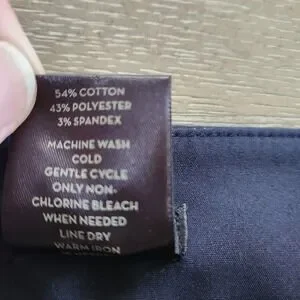 54% COTTON
43% POLYESTER
3% SPANDEX
MACHINE WASH
COLD
GENTLE CYCLE
ONLY NON-
CHLORINE BLEACH
WHEN NEEDED
LINE DRY
WARM IRON